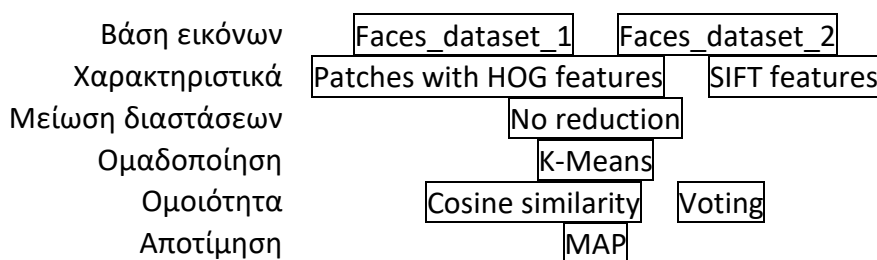 Βάση εικόνων Faces_dataset_1 Faces_dataset_2
Χαρακτηριστικά Patches with HOG features SIFT features
Μείωση διαστάσεων No reduction
Ομαδοποίηση K-Means
Ομοιότητα Cosine similarity Voting
Αποτίμηση MAP